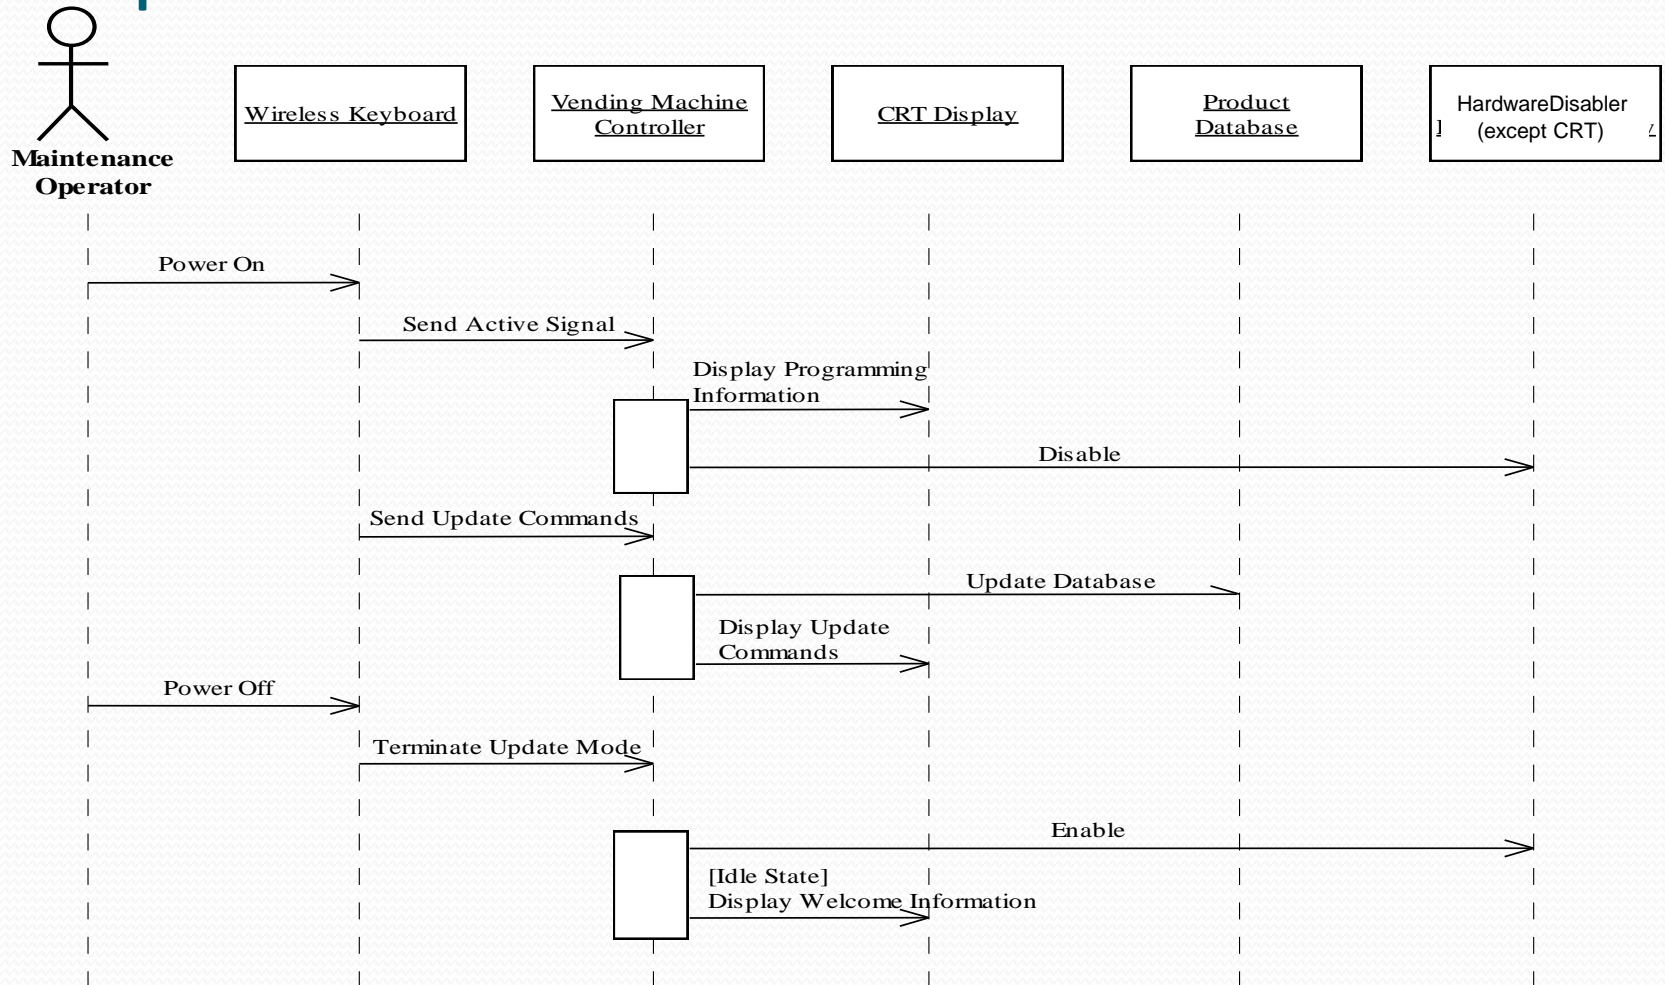 Maintenance
Operator
Wireless Keyboard
Vending Machine
Controller
CRT Display
Product
Database
HardwareDisabler
(except CRT)
Power On
Send Active Signal
Display Programming
Information
Disable
Send Update Commands
Update Database
Display Update
Commands
Power Off
Terminate Update Mode
Enable
[Idle State]
Display Welcome Information